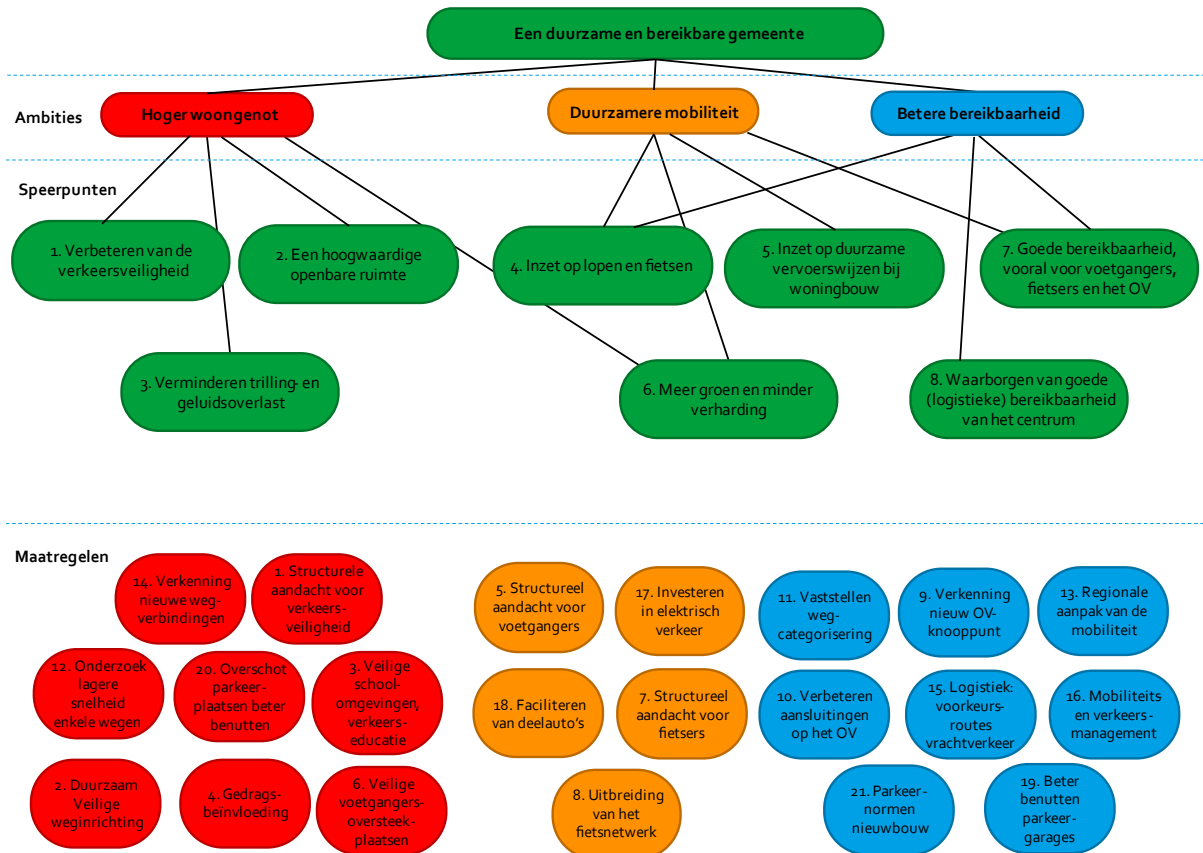 Een duurzame en bereikbare gemeente
Ambities
Hoger woongenot
Duurzamere mobiliteit
Betere bereikbaarheid
Speerpunten
1. Verbeteren van de
verkeersveiligheid
2. Een hoogwaardige
openbare ruimte
4. Inzet op lopen en fietsen
5. Inzet op duurzame
vervoerswijzen bij
woningbouw
7. Goede bereikbaarheid,
vooral voor voetgangers,
fietsers en het OV
3. Verminderen trilling- en
geluidsoverlast
6. Meer groen en minder
verharding
8. Waarborgen van goede
(logistieke) bereikbaarheid
van het centrum
Maatregelen
14. Verkenning
nieuwe weg-
verbindingen
1. Structurele
aandacht voor
verkeers-
veiligheid
5. Structureel
aandacht voor
voetgangers
17. Investeren
in elektrisch
verkeer
11. Vaststellen
weg-
categorisering
9. Verkenning
nieuw OV-
knooppunt
13. Regionale
aanpak van de
mobiliteit
12. Onderzoek
lagere
snelheid
enkele wegen
20. Overschot
parkeer-
plaatsen beter
benutten
3. Veilige
school-
omgevingen,
verkeers-
educatie
18. Faciliteren
van deelauto's
7. Structureel
aandacht voor
fietsers
10. Verbeteren
aansluitingen
op het OV
15. Logistiek:
voorkeurs-
routes
vrachtverkeer
16. Mobiliteits
en verkeers-
management
2. Duurzaam
Veilige
weginrichting
4. Gedrags-
beïnvloeding
6. Veilige
voetgangers-
oversteek-
plaatsen
8. Uitbreiding
van het
fietsnetwerk
21. Parkeer-
normen
nieuwbouw
19. Beter
benutten
parkeer-
garages